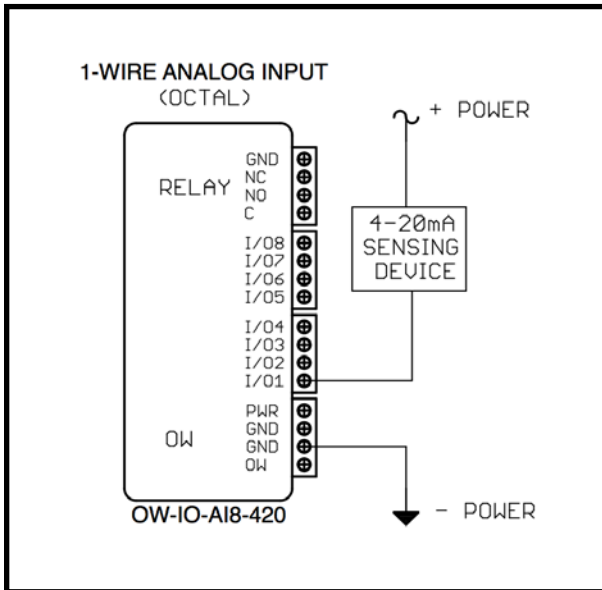 1-WIRE ANALOG INPUT
(OCTAL)
+ POWER
GND
NC
RELAY
NO
C
4-20mA
SENSING
DEVICE
I/O8
I/O7
I/O6
I/O5
I/O4
I/O3
I/O2
I/O1
PWR
GND
OW
GND
OW
- POWER
OW-IO-AI8-420